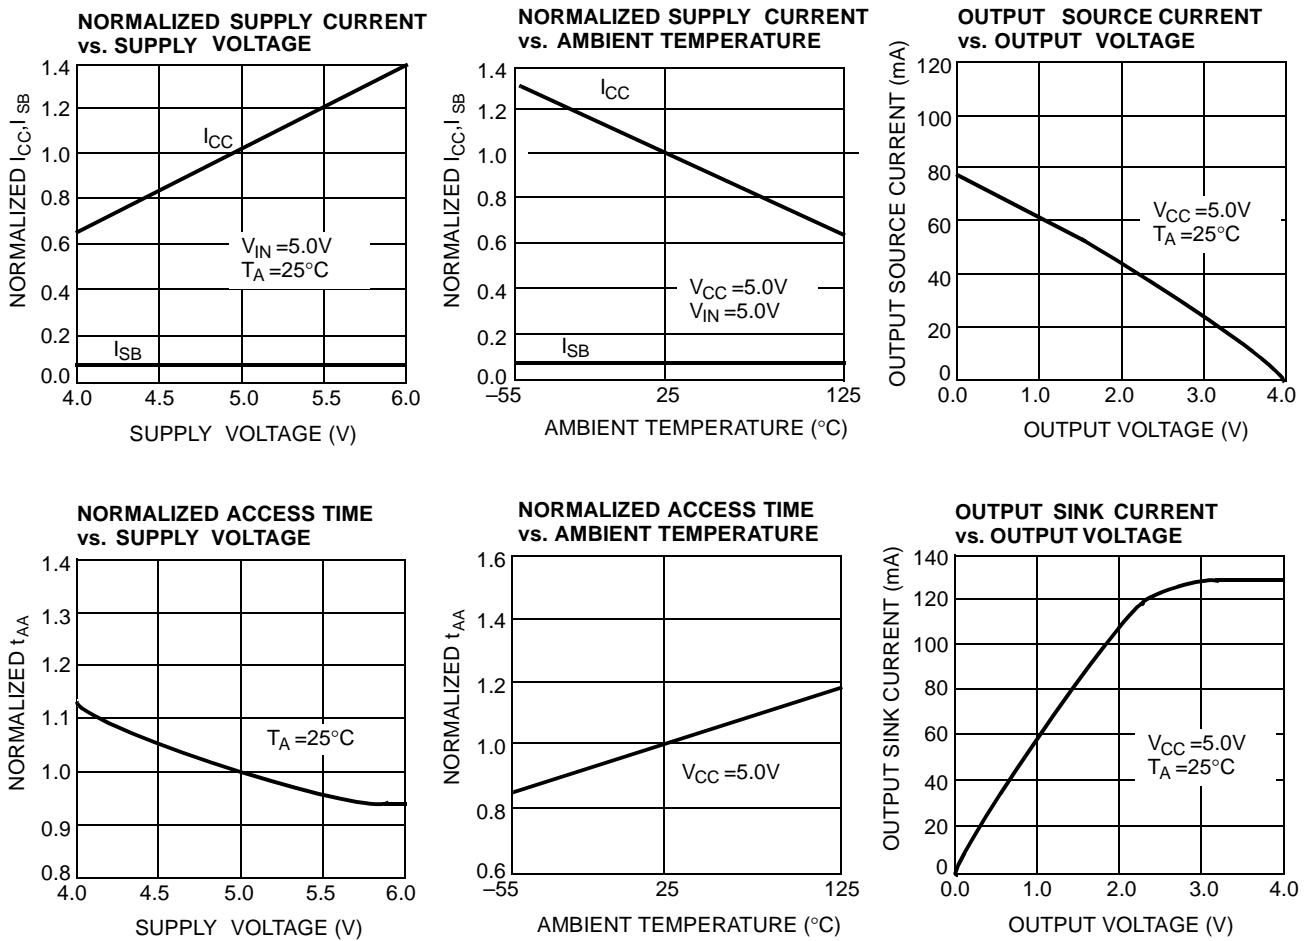 NORMALIZED SUPPLY CURRENT
vs. SUPPLY VOLTAGE
NORMALIZED ICC,ISB
1.4
1.2
1.0
0.8
0.6
0.4
0.2
0.0
ICC
VIN =5.0V
TA =25°C
ISB
4.0 4.5 5.0 5.5 6.0
SUPPLY VOLTAGE (V)
NORMALIZED SUPPLY CURRENT
vs. AMBIENT TEMPERATURE
NORMALIZED ICC,ISB
1.4
1.2
1.0
0.8
0.6
0.4
0.2
0.0
ICC
VCC =5.0V
VIN =5.0V
ISB
–55 25 125
AMBIENT TEMPERATURE (°C)
OUTPUT SOURCE CURRENT
vs. OUTPUT VOLTAGE
OUTPUT SOURCE CURRENT (mA)
120
100
80
60
40
20
0
VCC =5.0V
TA =25°C
0.0 1.0 2.0 3.0 4.0
OUTPUT VOLTAGE (V)
NORMALIZED ACCESS TIME
vs. SUPPLY VOLTAGE
NORMALIZED tAA
1.4
1.3
1.2
1.1
1.0
0.9
0.8
TA =25°C
4.0 4.5 5.0 5.5 6.0
SUPPLY VOLTAGE (V)
NORMALIZED ACCESS TIME
vs. AMBIENT TEMPERATURE
NORMALIZED tAA
1.6
1.4
1.2
1.0
0.8
0.6
VCC =5.0V
–55 25 125
AMBIENT TEMPERATURE (°C)
OUTPUT SINK CURRENT
vs. OUTPUT VOLTAGE
OUTPUT SINK CURRENT (mA)
140
120
100
80
60
40
20
0
VCC =5.0V
TA =25°C
0.0 1.0 2.0 3.0 4.0
OUTPUT VOLTAGE (V)